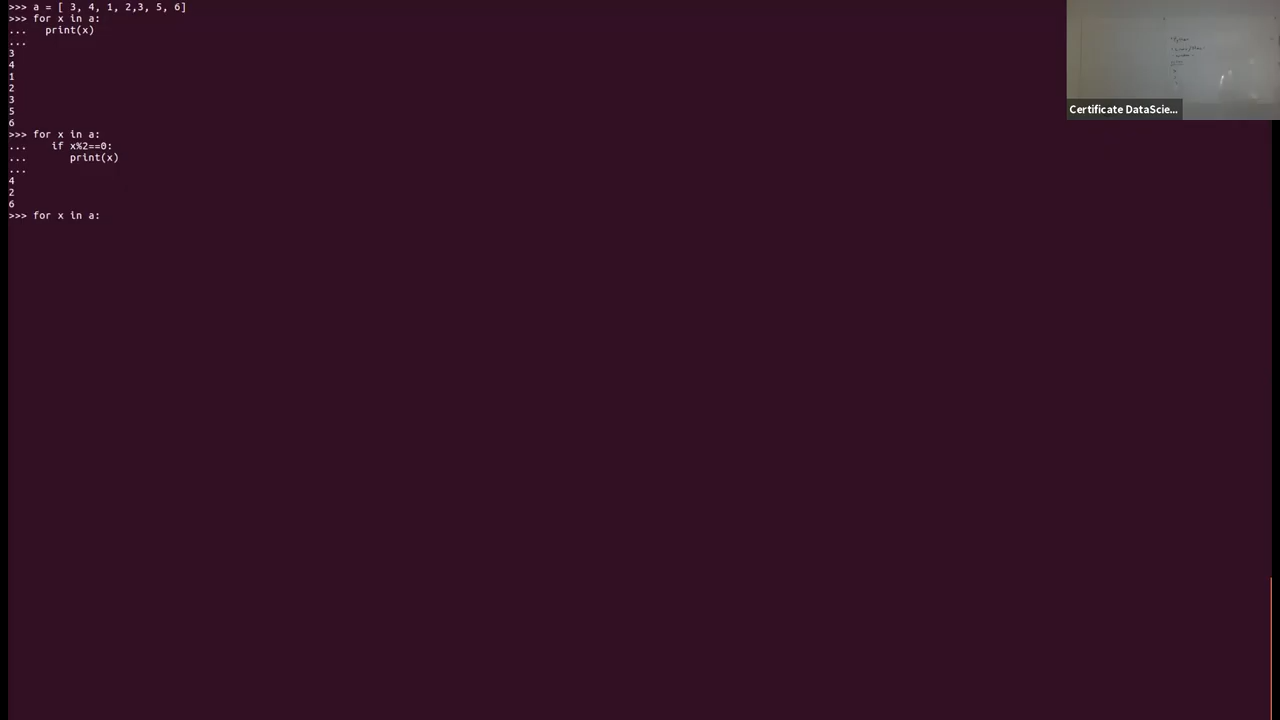 >>> a = [ 3, 4, 1, 2,3, 5, 6]
>>> for x in a:
...   print(x)
...
3
4
1
2
3
5
6
>>> for x in a:
...    if x%2==0:
...       print(x)
...
4
2
6
>>> for x in a:
Certificate DataScie...